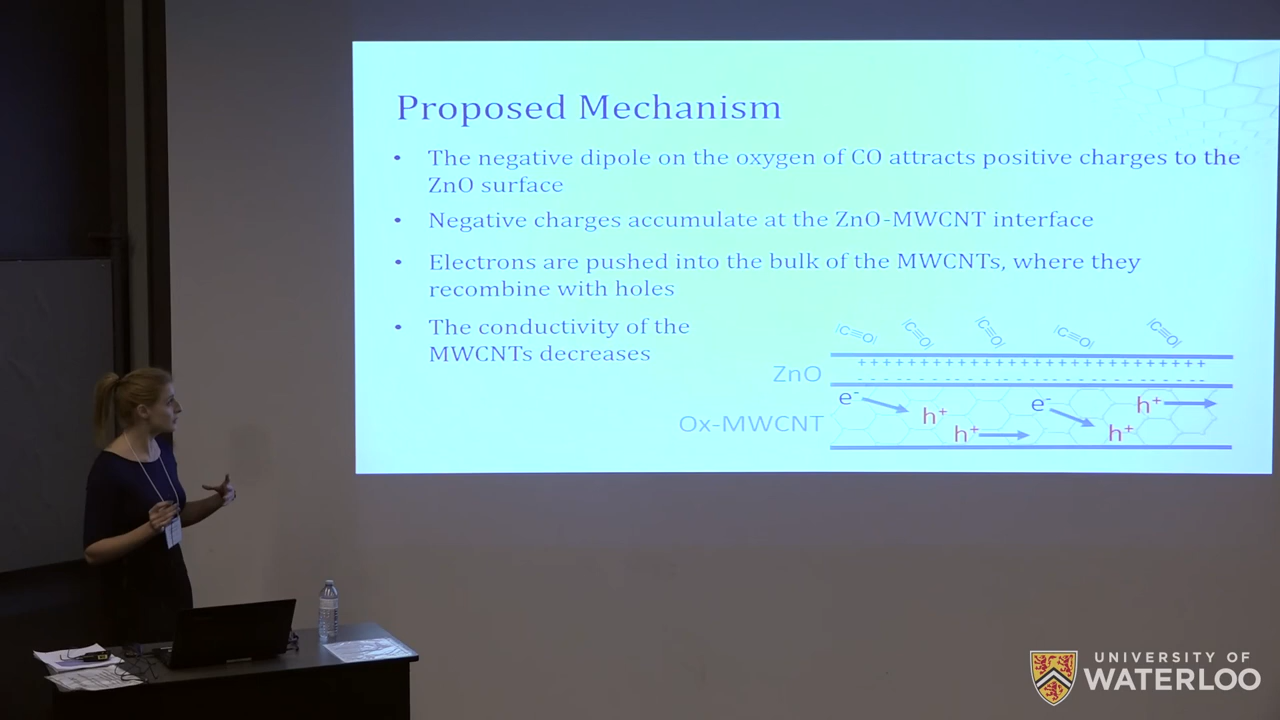 Proposed Mechanism
• The negative dipole on the oxygen of CO attracts positive charges to the
ZnO surface
• Negative charges accumulate at the ZnO-MWCNT interface
• Electrons are pushed into the bulk of the MWCNTs, where they
recombine with holes
• The conductivity of the
MWCNTs decreases
|C≡O| |C≡O| |C≡O| |C≡O| |C≡O|
ZnO
e⁻ h⁺ h⁺ e⁻ h⁺ h⁺
Ox-MWCNT
UNIVERSITY OF
WATERLOO